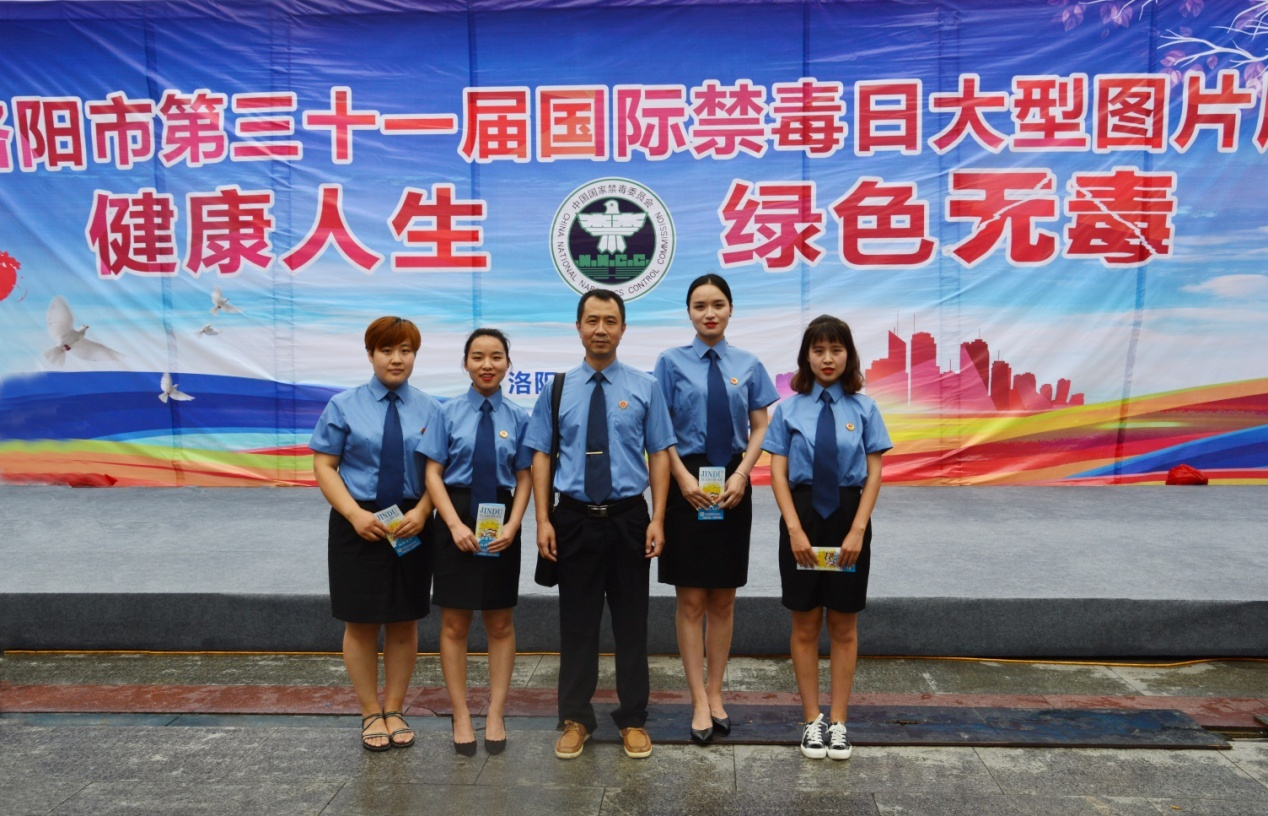 洛阳市第三十一届国际禁毒日大型图片展
健康人生
绿色无毒
中国国家禁毒委员会
CHINA NATIONAL NARCOTICS CONTROL COMMISSION
N.N.C.C.
洛阳
JINDU
JINDU
JINDU